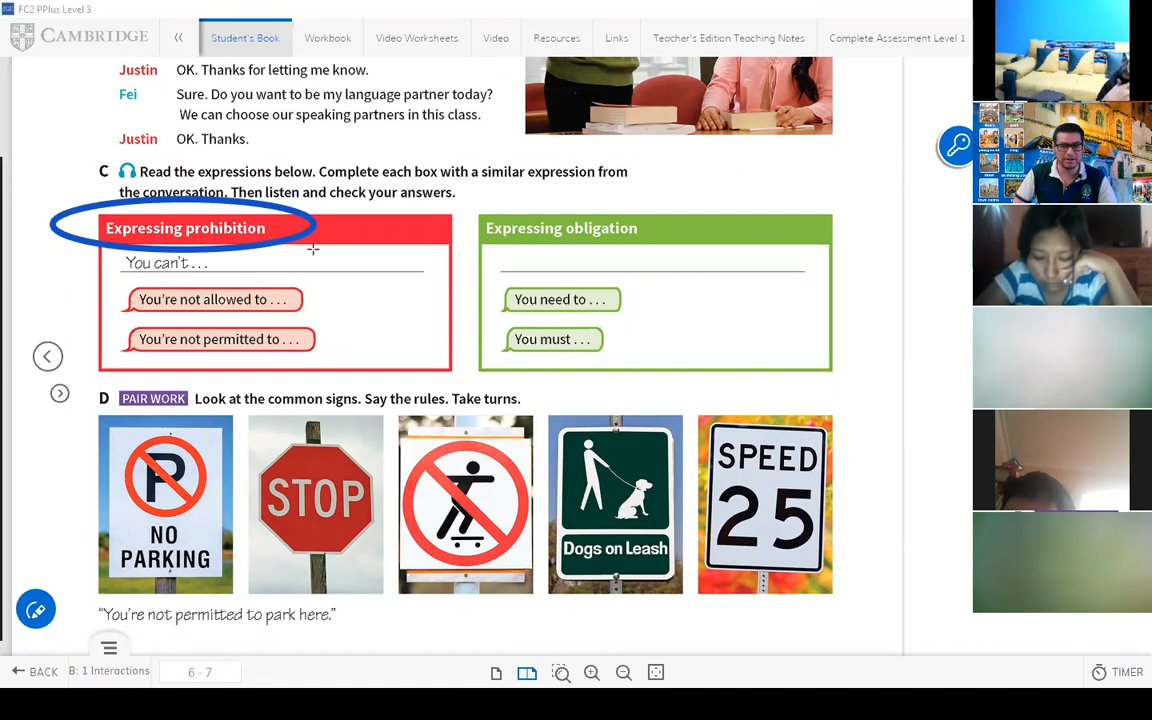 FC2 PPlus Level 3
CAMBRIDGE
Student's Book
Workbook
Video Worksheets
Video
Resources
Links
Teacher's Edition Teaching Notes
Complete Assessment Level 1
Justin OK. Thanks for letting me know.
Fei Sure. Do you want to be my language partner today?
We can choose our speaking partners in this class.
Justin OK. Thanks.
C Read the expressions below. Complete each box with a similar expression from
the conversation. Then listen and check your answers.
Expressing prohibition
You can't . . .
You're not allowed to . . .
You're not permitted to . . .
Expressing obligation
You need to . . .
You must . . .
D PAIR WORK Look at the common signs. Say the rules. Take turns.
P
NO
PARKING
STOP
Dogs on Leash
SPEED
25
"You're not permitted to park here."
BACK
B: 1 Interactions
6 - 7
TIMER